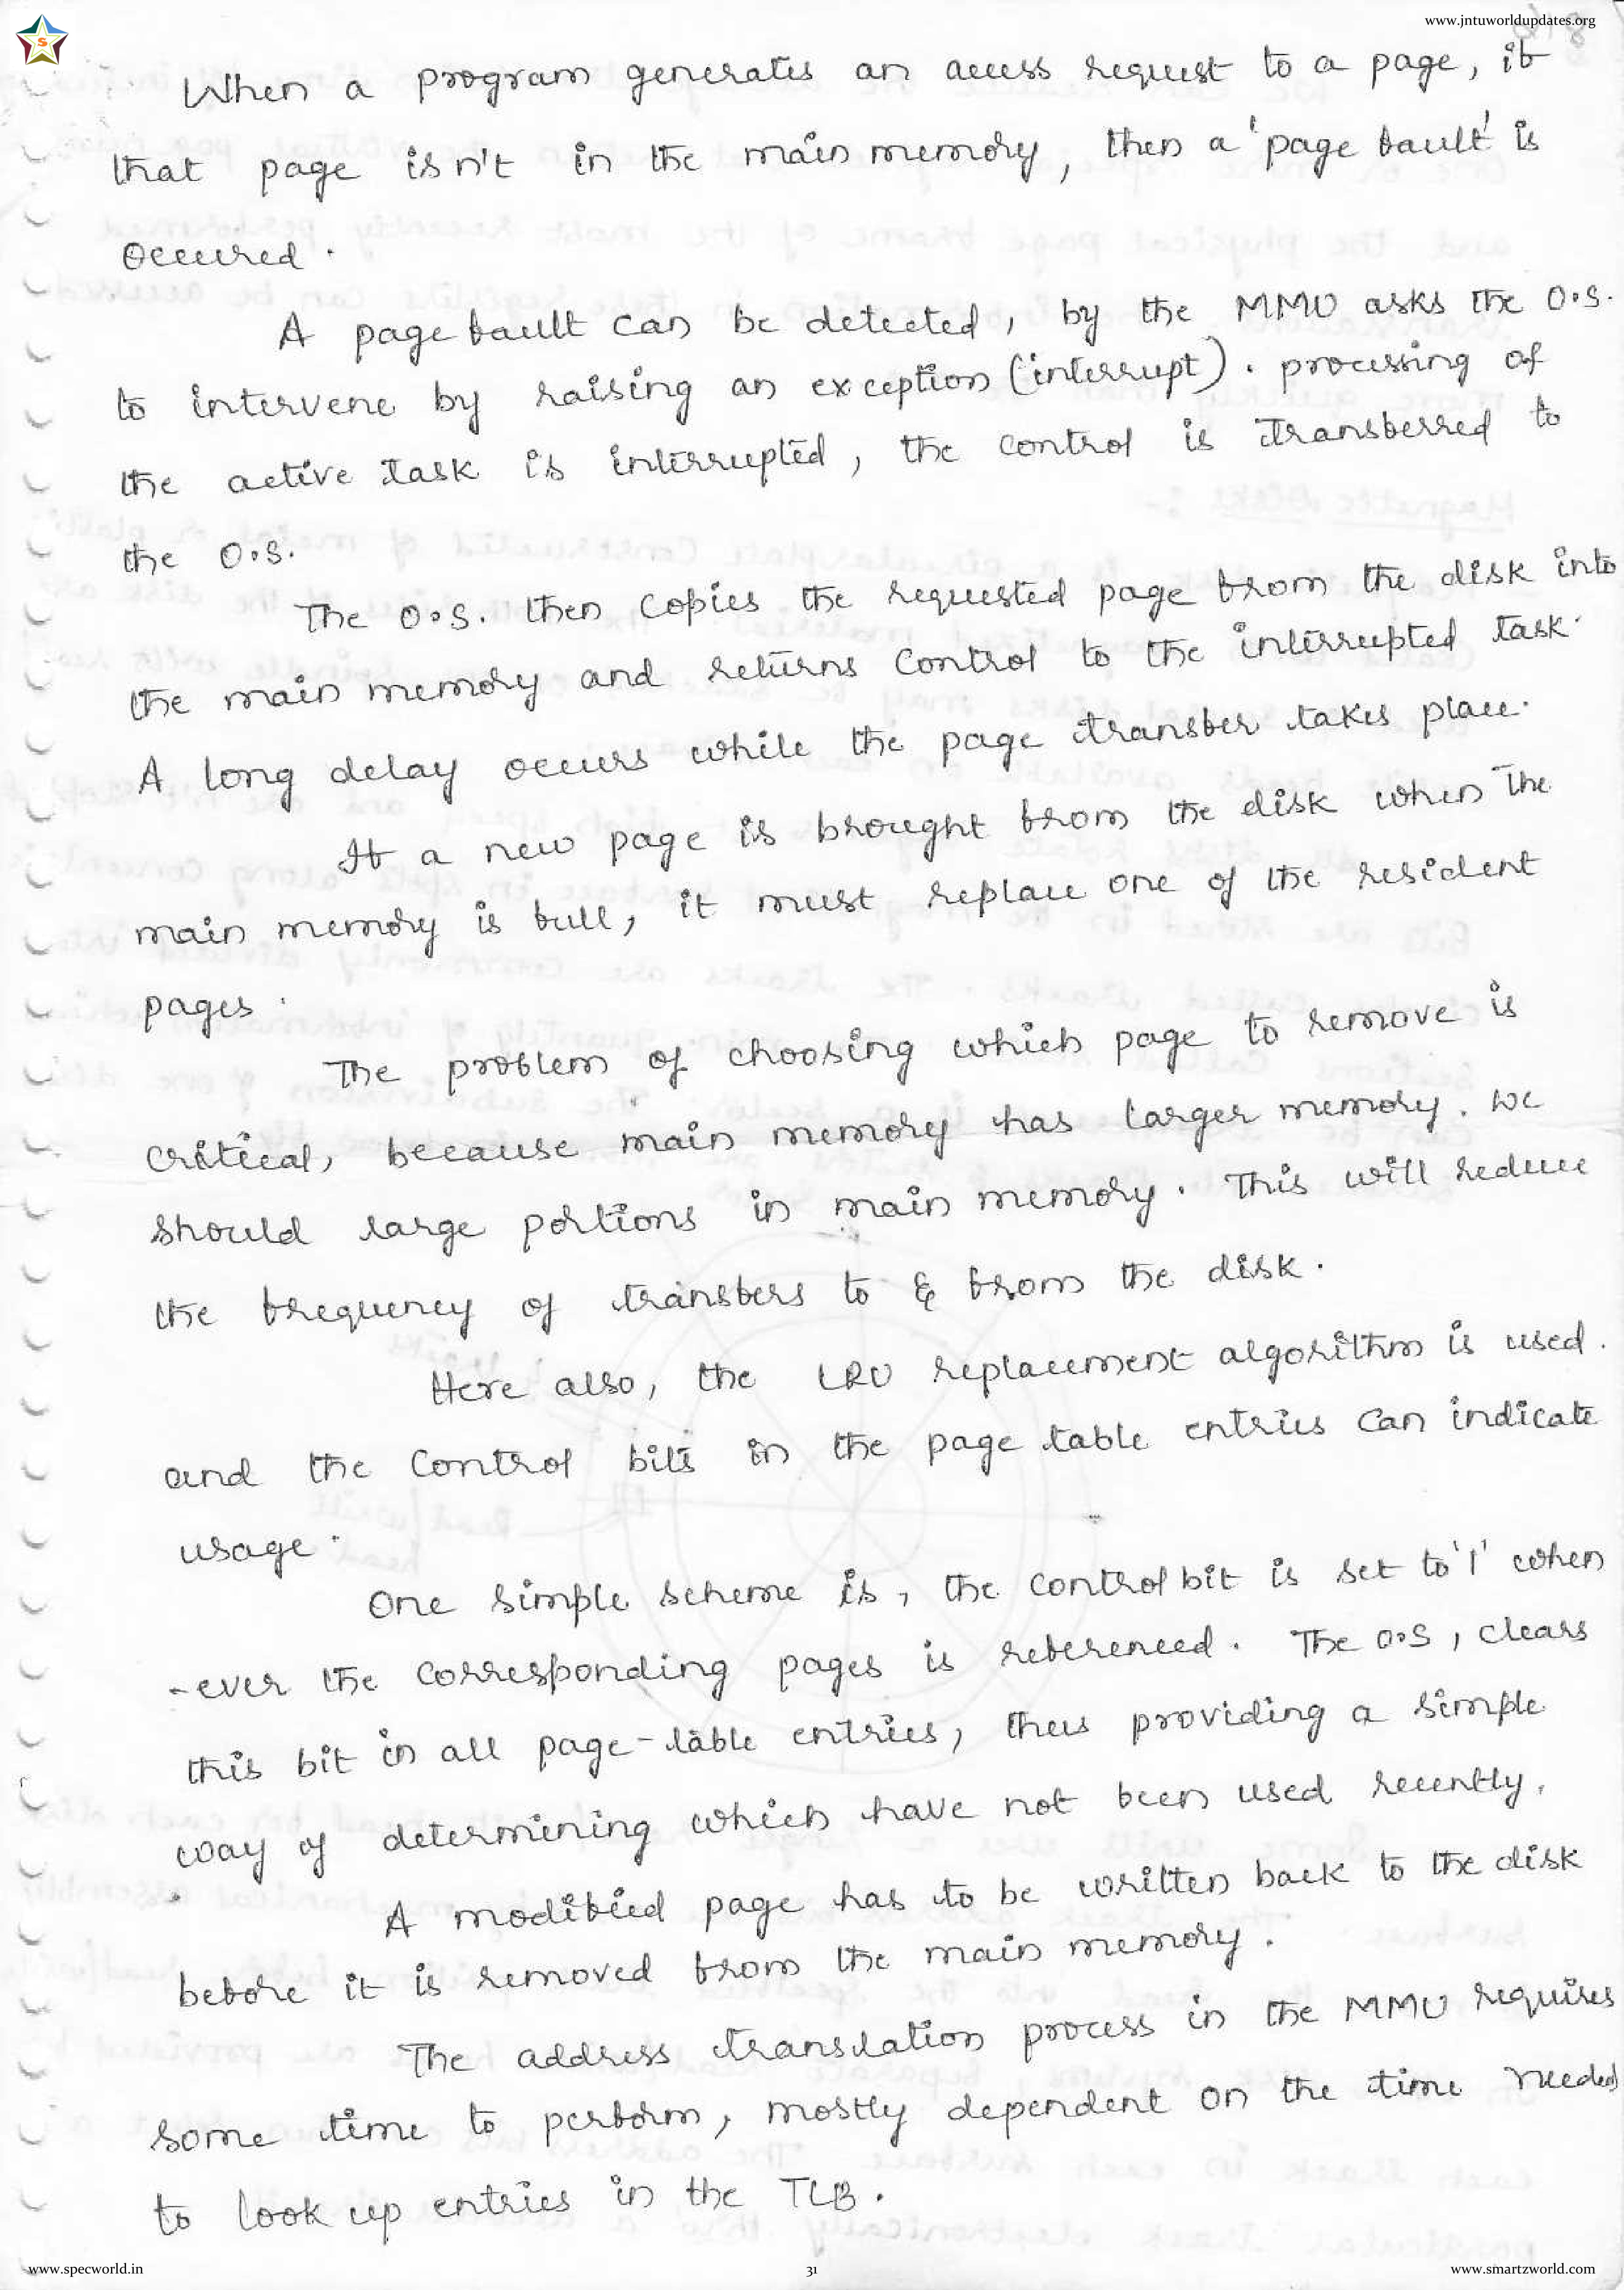 www.jntuworldupdates.org
S
When a program generates an access request to a page, if
that page isn't in the main memory, then a 'page fault' is
occured.
A page fault can be detected, by the MMU asks the O.S.
to intervene by raising an exception (interrupt). processing of
the active task is interrupted, the control is transferred to
the O.S.
The O.S. then copies the requested page from the disk into
the main memory and returns control to the interrupted task.
A long delay occurs while the page transfer takes place.
If a new page is brought from the disk when the
main memory is full, it must replace one of the resident
pages.
The problem of choosing which page to remove is
critical, because main memory has larger memory. we
should large portions in main memory. This will reduce
the frequency of transfers to & from the disk.
Here also, the LRU replacement algorithm is used.
and the control bits in the page table entries can indicate
usage.
One simple scheme is, the control bit is set to '1' when
-ever the corresponding pages is referenced. The O.S, clears
this bit in all page-table entries, thus providing a simple
way of determining which have not been used recently.
A modified page has to be written back to the disk
before it is removed from the main memory.
The address translation process in the MMU requires
some time to perform, mostly dependent on the time needed
to look up entries in the TLB.
www.specworld.in
31
www.smartzworld.com